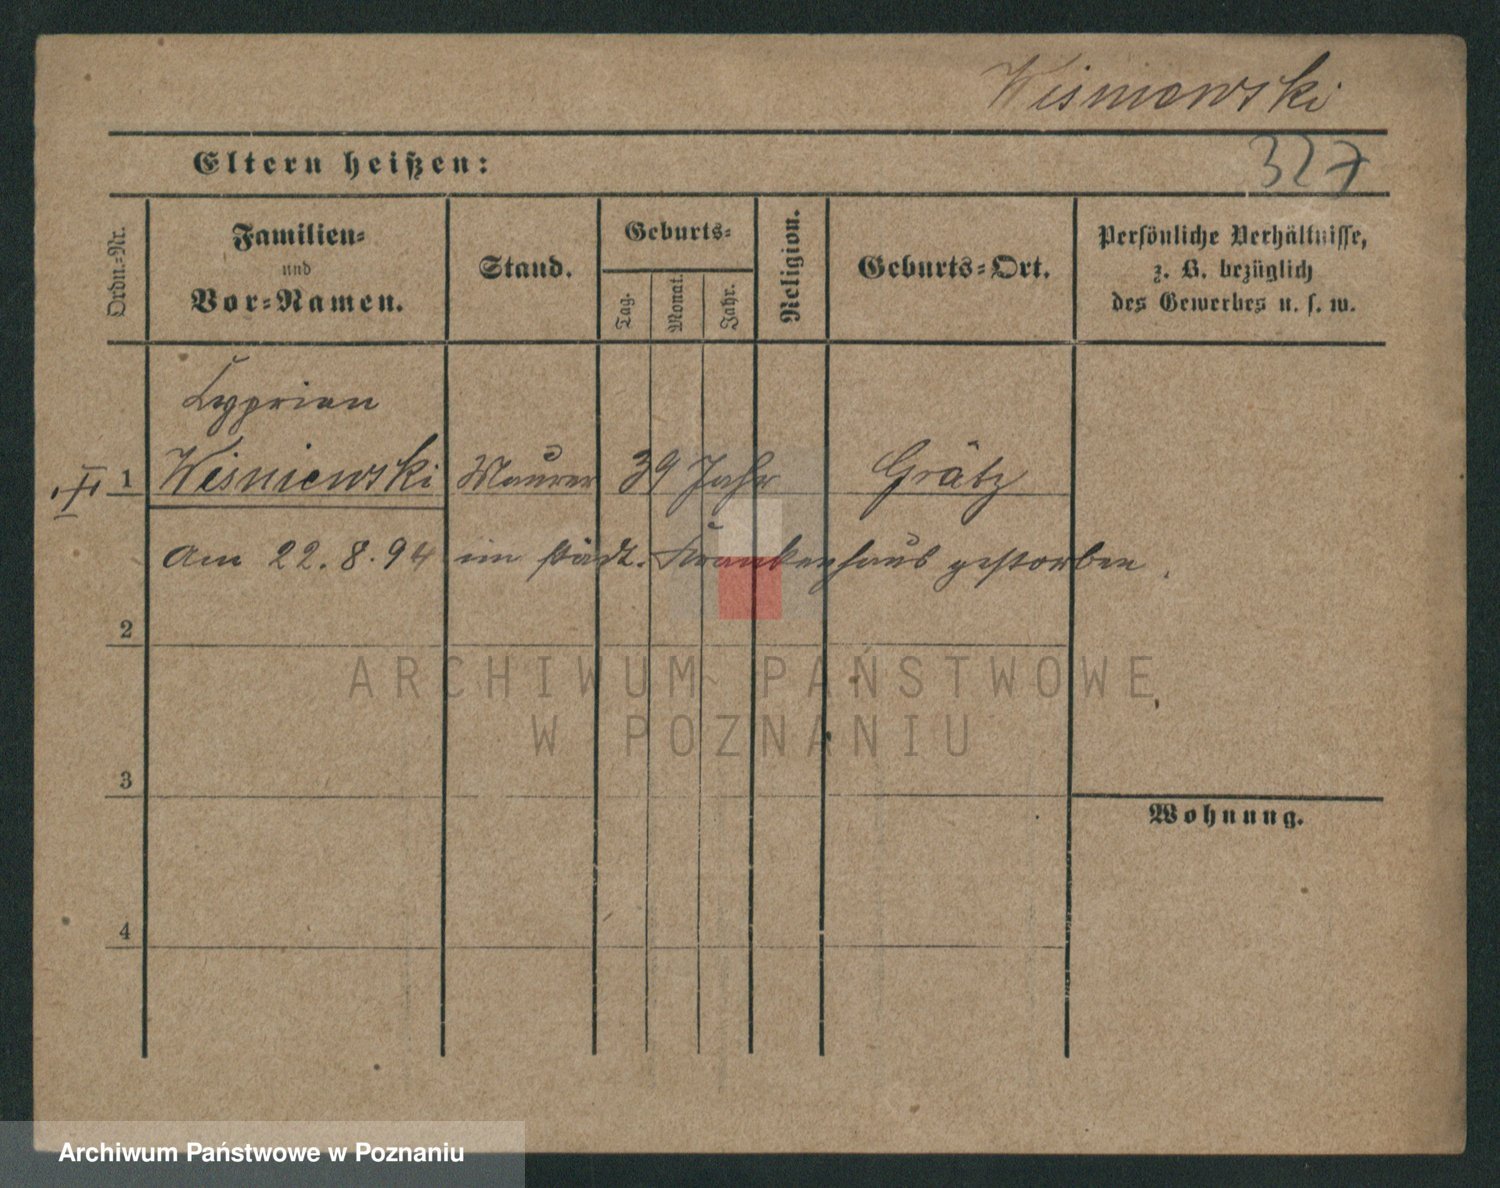 Wisniewski
Eltern heißen:
327
Ordn.-Nr.
Familien-
und
Vor-Namen.
Stand.
Geburts-
Tag.
Monat.
Jahr.
Religion.
Geburts-Ort.
Persönliche Verhältnisse,
z. B. bezüglich
des Gewerbes u. s. w.
Cyprian
1 Wisniewski Maurer 39 Jahr Grätz
Am 22.8.94 im städt. Krankenhaus gestorben.
2
ARCHIWUM PAŃSTWOWE
W POZNANIU
3
Wohnung.
4
Archiwum Państwowe w Poznaniu